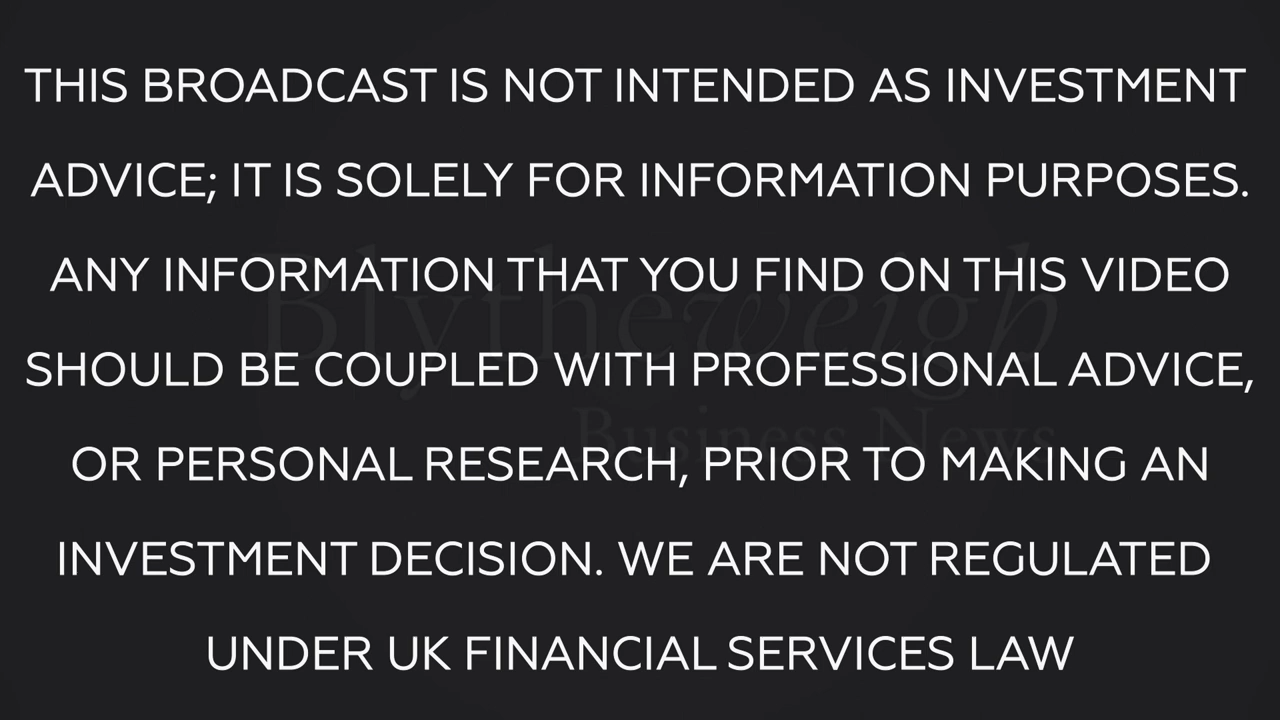 THIS BROADCAST IS NOT INTENDED AS INVESTMENT
ADVICE; IT IS SOLELY FOR INFORMATION PURPOSES.
ANY INFORMATION THAT YOU FIND ON THIS VIDEO
SHOULD BE COUPLED WITH PROFESSIONAL ADVICE,
OR PERSONAL RESEARCH, PRIOR TO MAKING AN
INVESTMENT DECISION. WE ARE NOT REGULATED
UNDER UK FINANCIAL SERVICES LAW
Blytheweigh
Business News